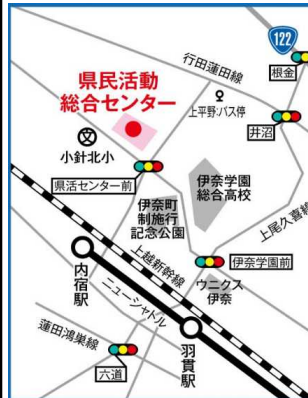 122
行田蓮田線
根金
県民活動
総合センター
上平野:バス停
井沼
文
小針北小
県活センター前
伊奈学園
総合高校
伊奈町
制施行
記念公園
上尾久喜線
上越新幹線
伊奈学園前
内宿駅
ニューシャトル
ウニクス
伊奈
蓮田鴻巣線
羽貫駅
六道